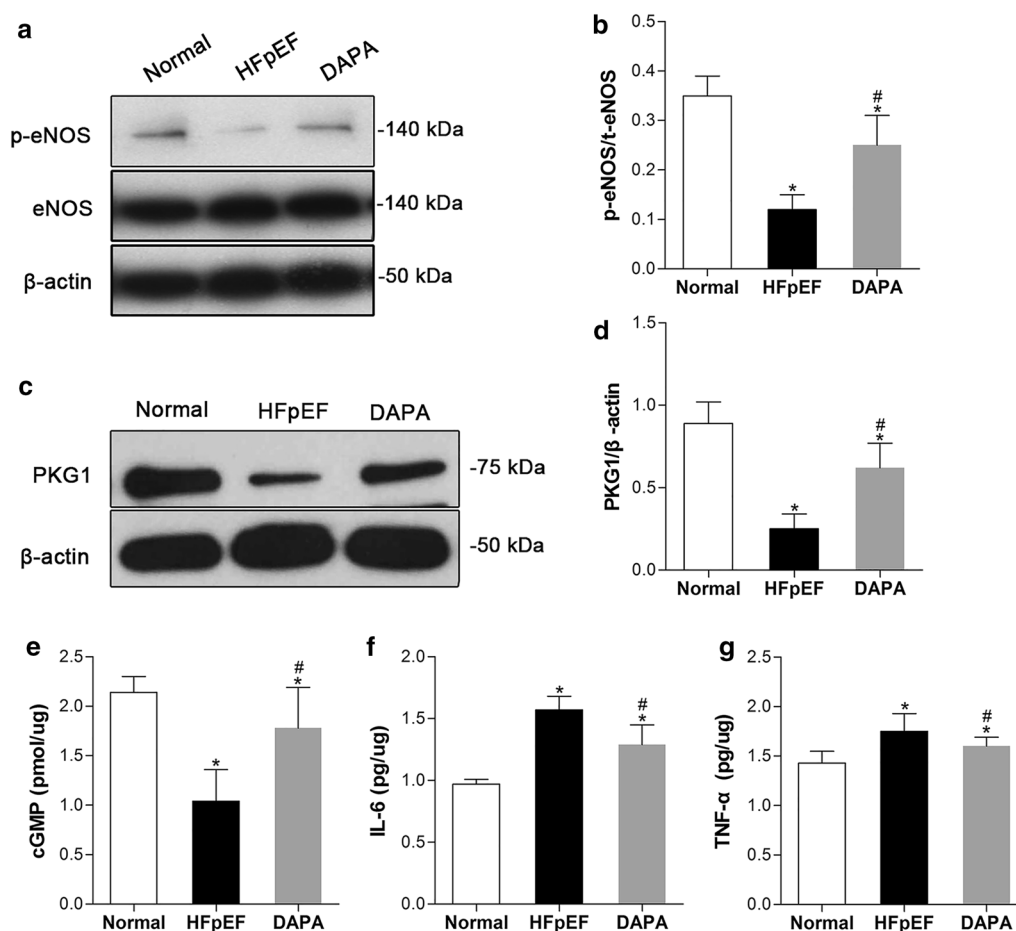 a
Normal HFpEF DAPA
p-eNOS -140 kDa
eNOS -140 kDa
β-actin -50 kDa
b
p-eNOS/t-eNOS
0.5
0.4
0.3
0.2
0.1
0.0
*
#
*
Normal HFpEF DAPA
c
Normal HFpEF DAPA
PKG1 -75 kDa
β-actin -50 kDa
d
PKG1/β -actin
1.5
1.0
0.5
0.0
*
#
*
Normal HFpEF DAPA
e
cGMP (pmol/ug)
2.5
2.0
1.5
1.0
0.5
0.0
*
#
*
Normal HFpEF DAPA
f
IL-6 (pg/ug)
2.0
1.5
1.0
0.5
0.0
*
#
*
Normal HFpEF DAPA
g
TNF-α (pg/ug)
2.5
2.0
1.5
1.0
0.5
0.0
*
#
*
Normal HFpEF DAPA